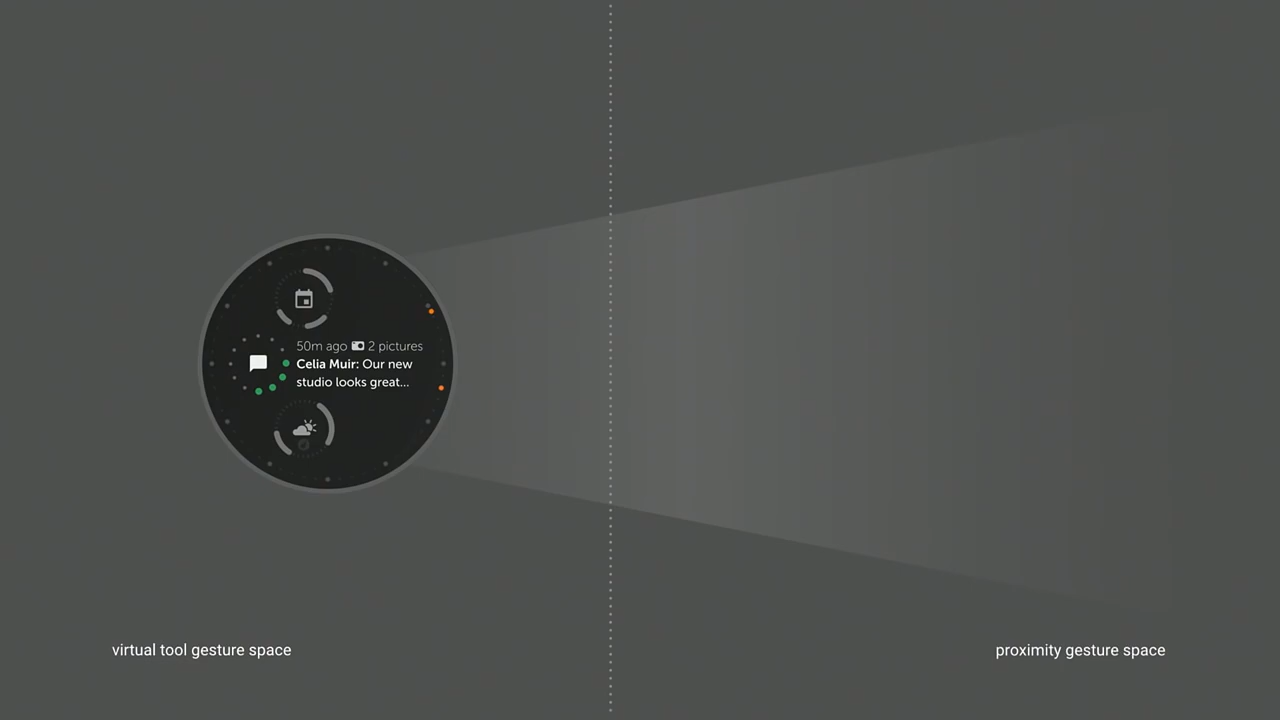 50m ago 2 pictures
Celia Muir: Our new
studio looks great...
virtual tool gesture space
proximity gesture space